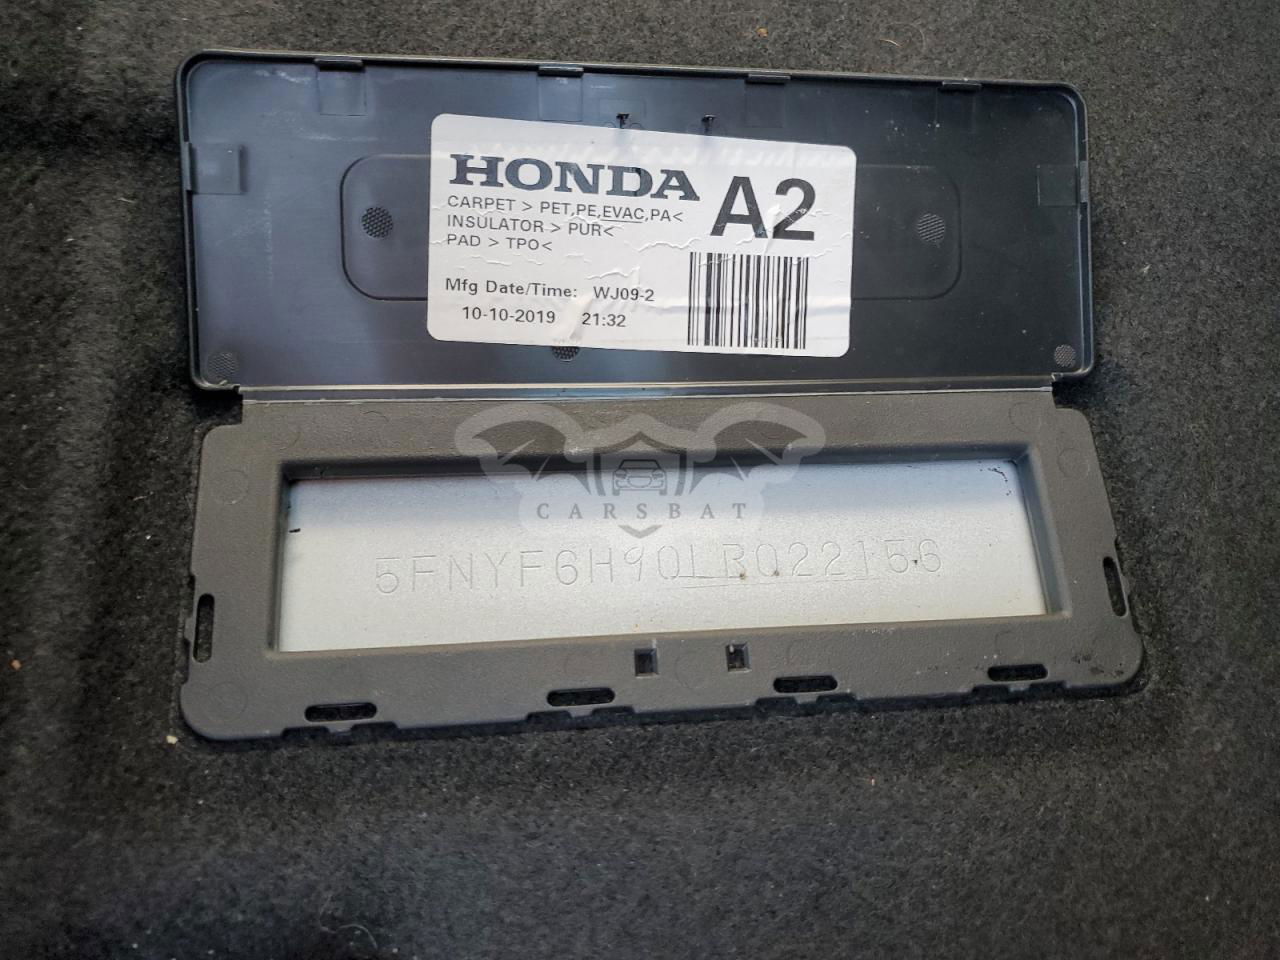 HONDA A2
CARPET > PET,PE,EVAC,PA<
INSULATOR > PUR<
PAD > TPO<
Mfg Date/Time: WJ09-2
10-10-2019 21:32
CARSBAT
5FNYF6H90LB022156